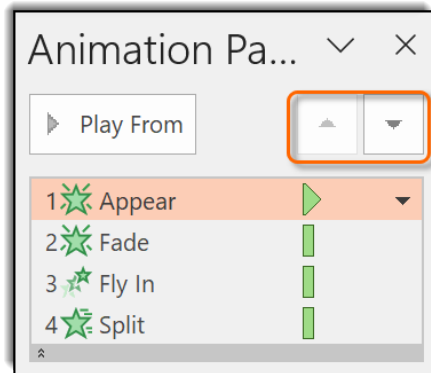 Animation Pa...
Play From
1 Appear
2 Fade
3 Fly In
4 Split